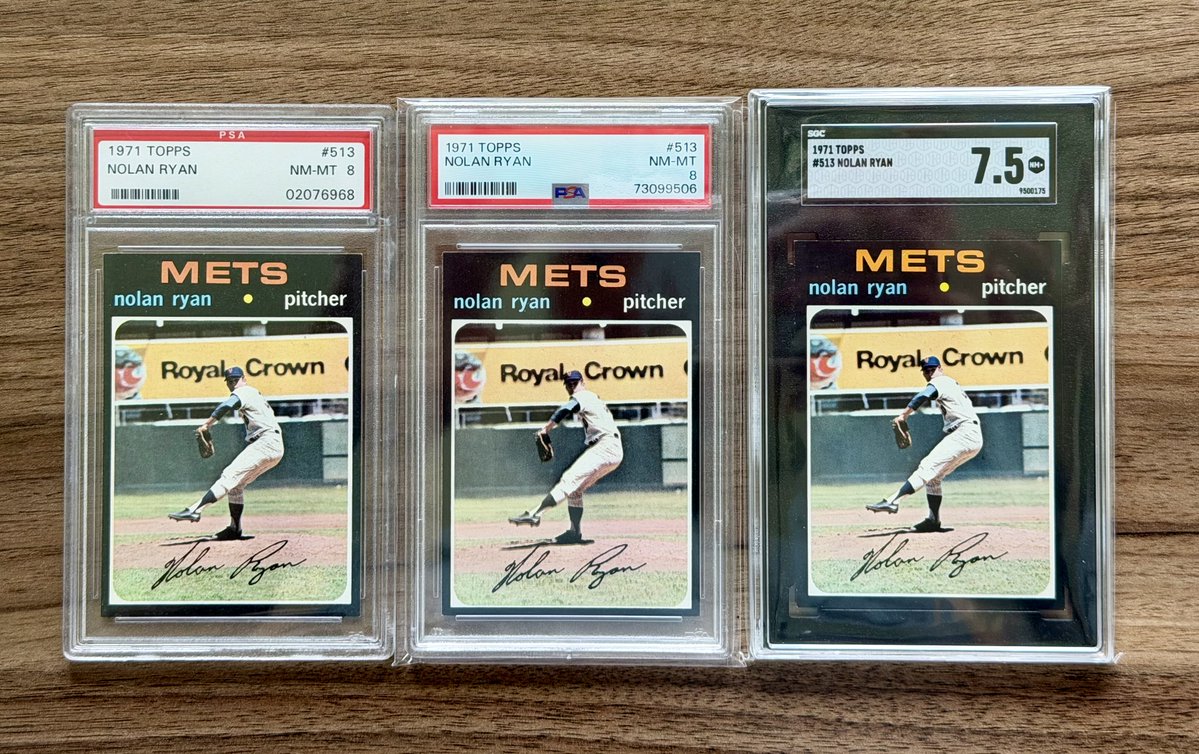 PSA
1971 TOPPS #513
NOLAN RYAN NM-MT 8
02076968
METS
nolan ryan • pitcher
Royal Crown
Nolan Ryan
1971 TOPPS #513
NOLAN RYAN NM-MT
8
PSA 73099506
METS
nolan ryan • pitcher
Royal Crown
Nolan Ryan
SGC
1971 TOPPS
#513 NOLAN RYAN
7.5 NM+
9500175
METS
nolan ryan • pitcher
Royal Crown
Nolan Ryan